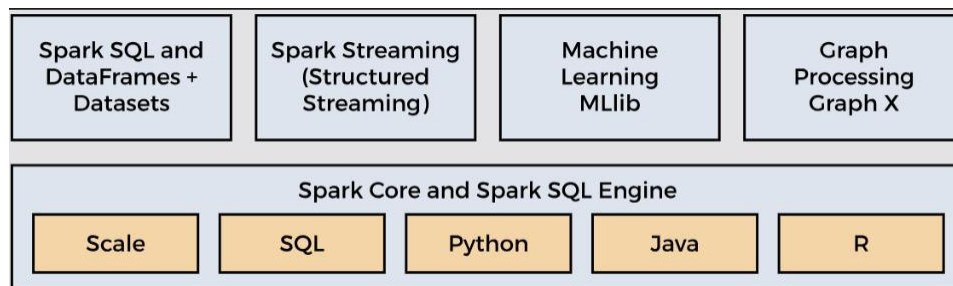 Spark SQL and
DataFrames +
Datasets
Spark Streaming
(Structured
Streaming)
Machine
Learning
MLlib
Graph
Processing
Graph X
Spark Core and Spark SQL Engine
Scale
SQL
Python
Java
R